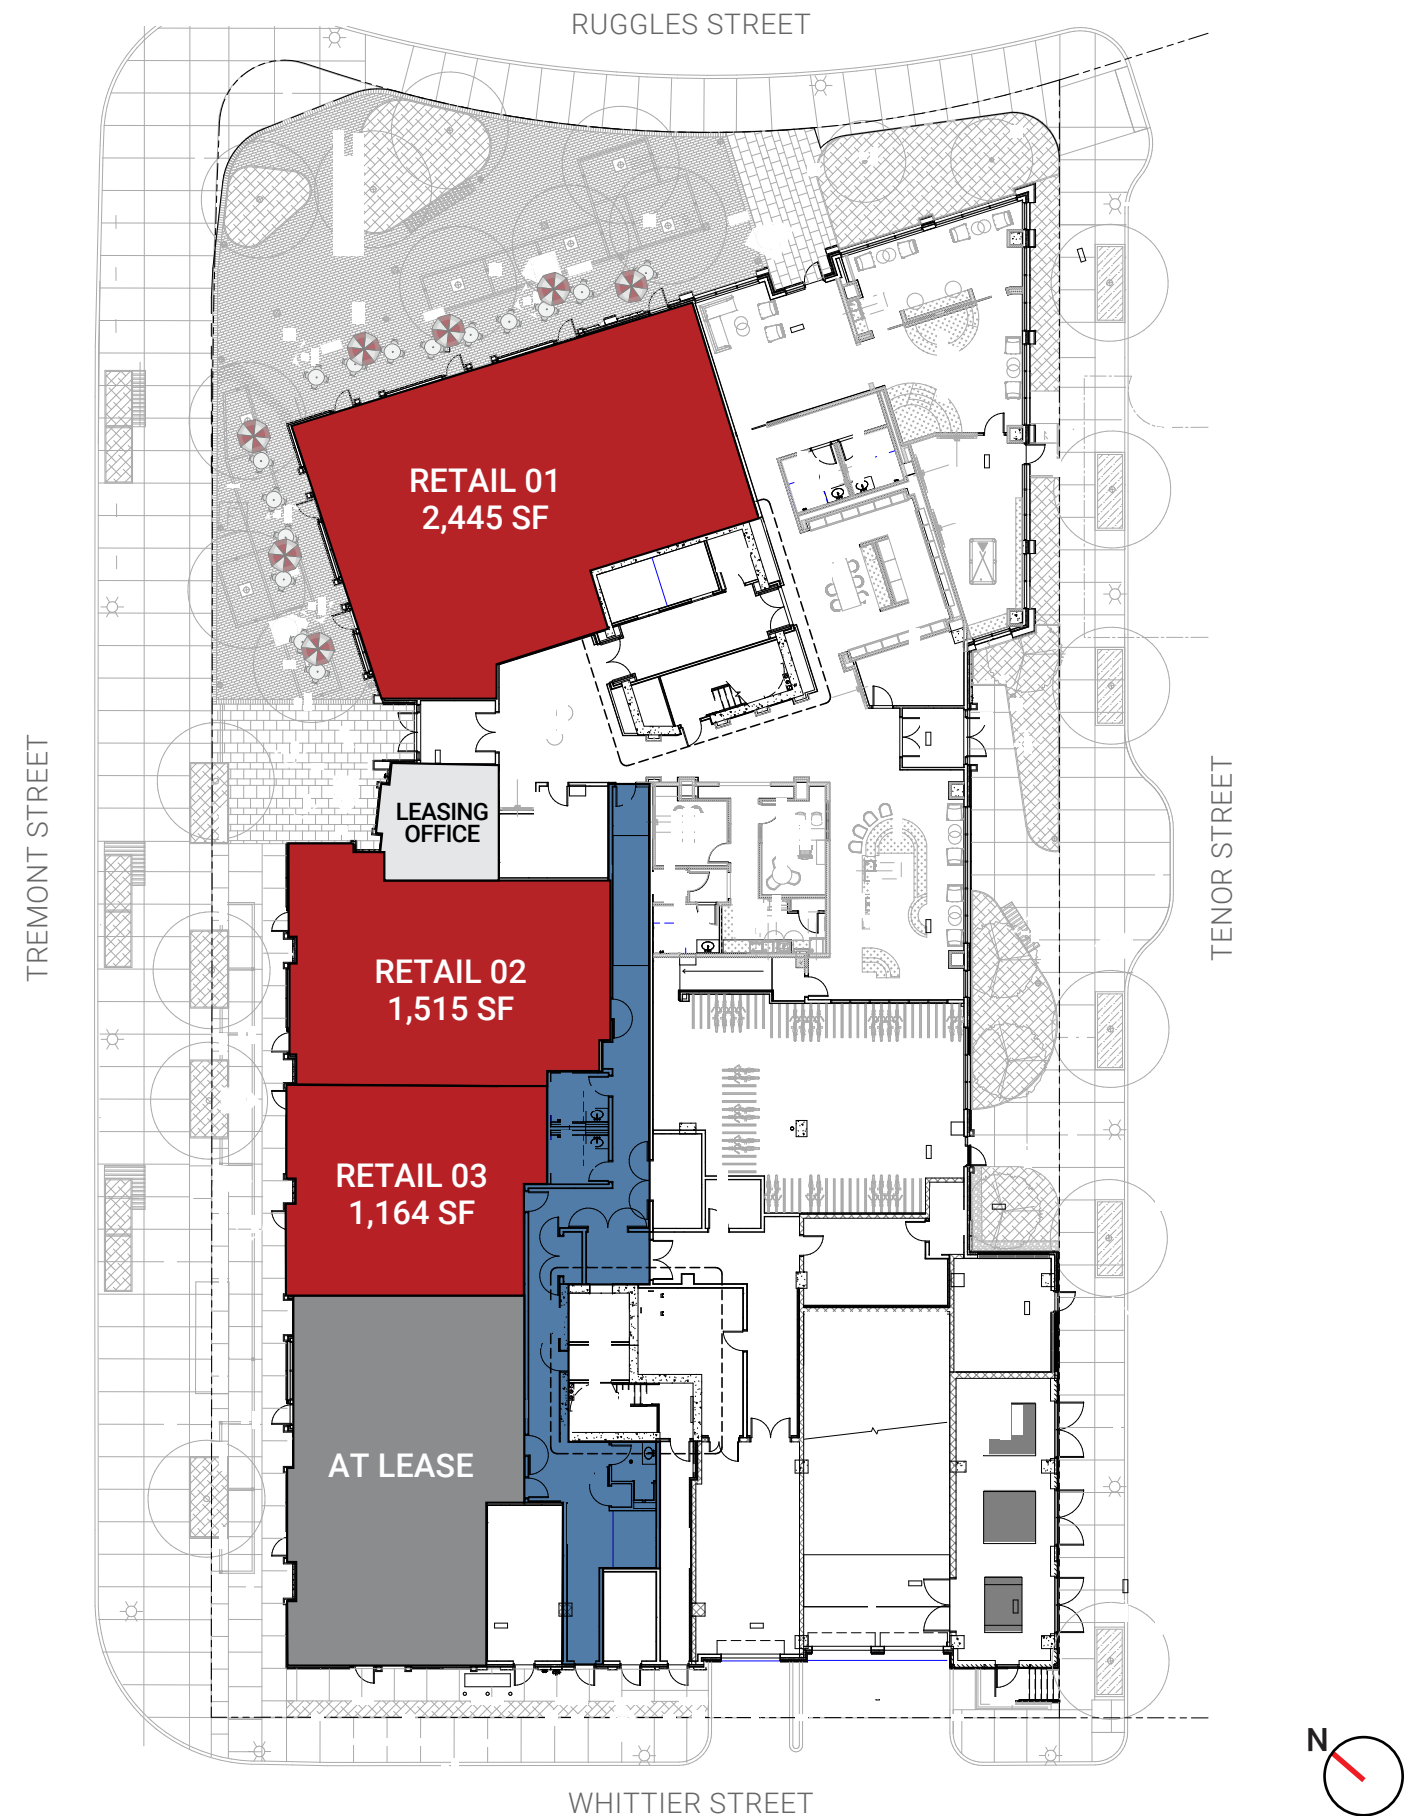 RUGGLES STREET
RETAIL 01
2,445 SF
TREMONT STREET
TENOR STREET
LEASING
OFFICE
RETAIL 02
1,515 SF
RETAIL 03
1,164 SF
AT LEASE
N
WHITTIER STREET